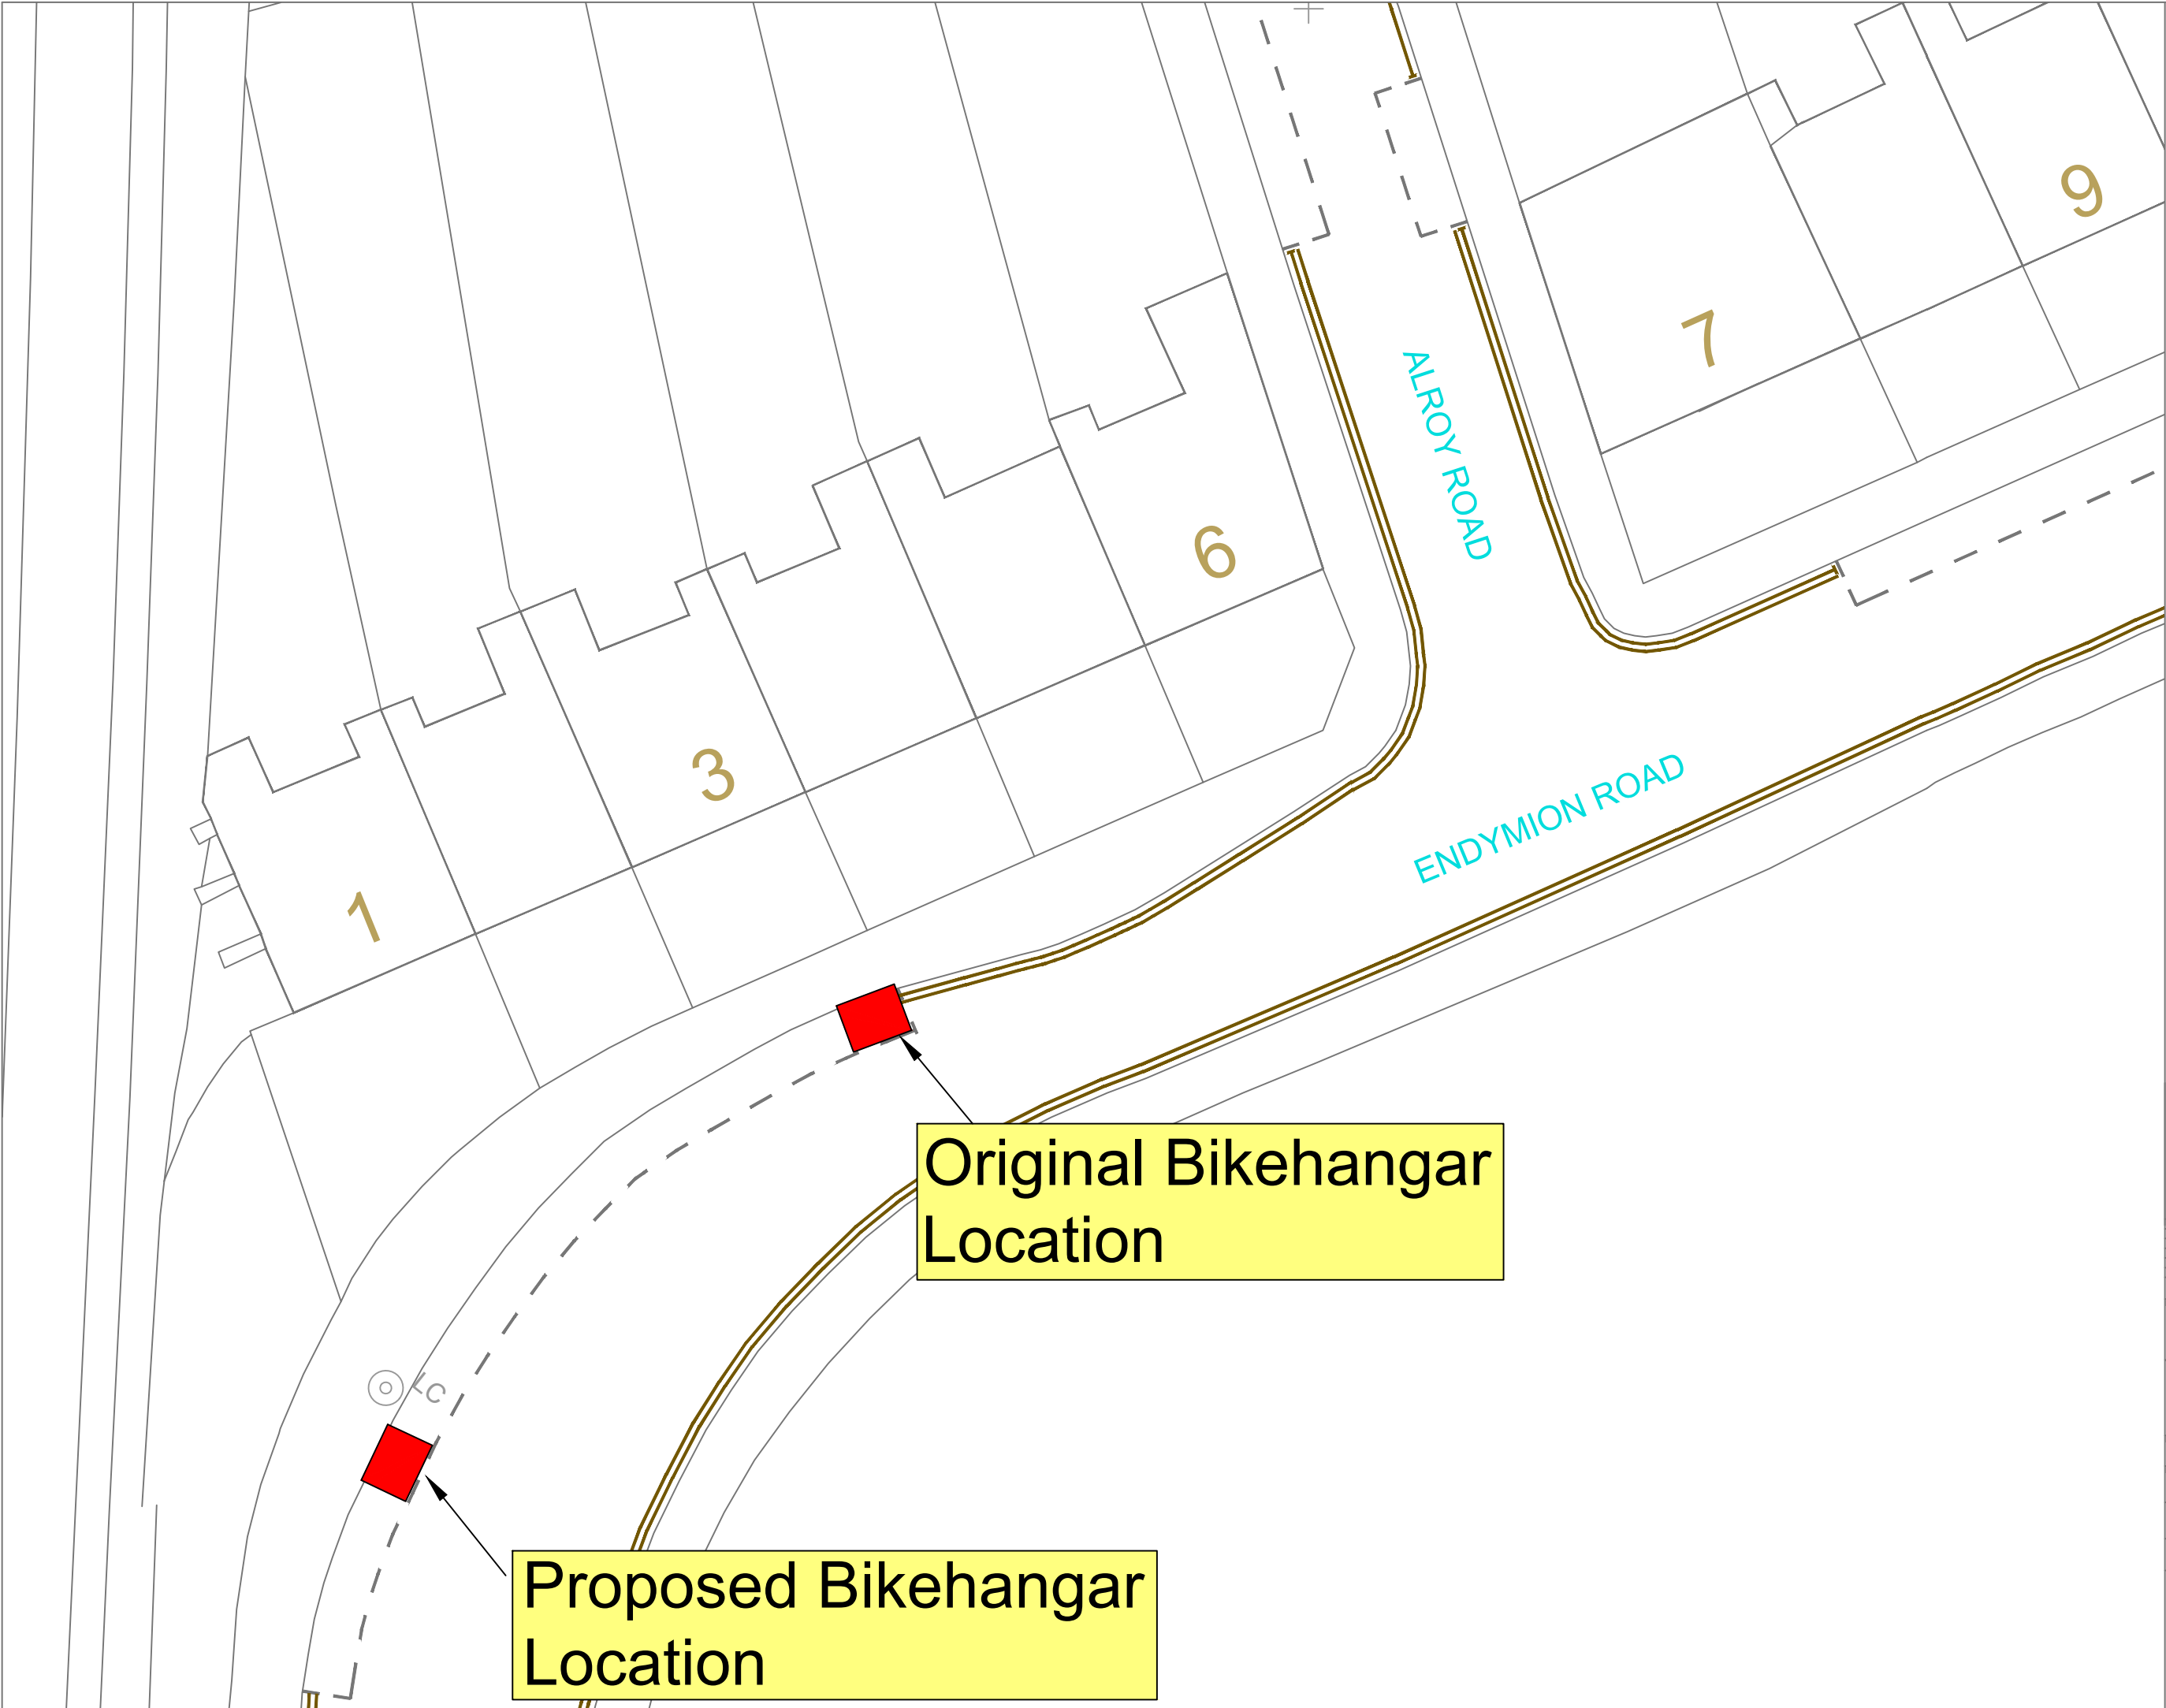 9
7
ALROY ROAD
6
3
ENDYMION ROAD
1
Original Bikehangar
Location
LC
Proposed Bikehangar
Location